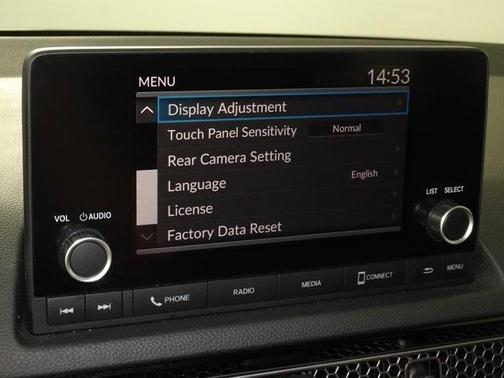 MENU 14:53
Display Adjustment
Touch Panel Sensitivity Normal
Rear Camera Setting
Language English
License
Factory Data Reset
VOL AUDIO
LIST SELECT
PHONE RADIO MEDIA CONNECT MENU